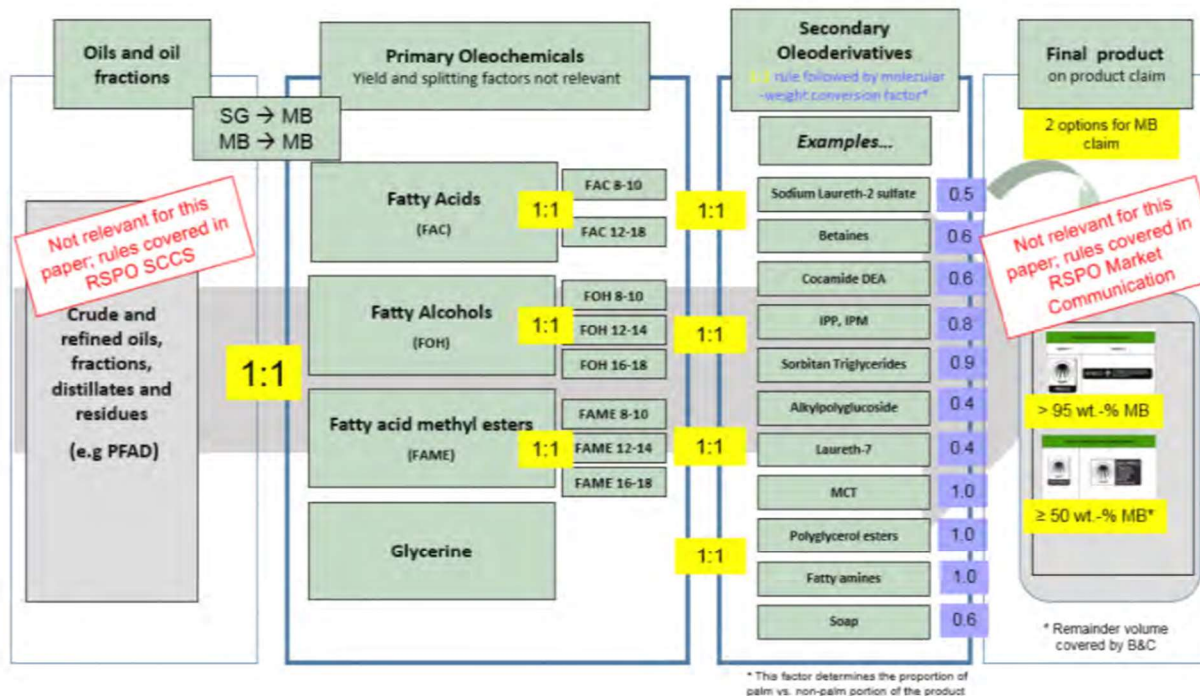 Oils and oil
fractions
SG → MB
MB → MB
Not relevant for this
paper; rules covered in
RSPO SCCS
Crude and
refined oils,
fractions,
distillates and
residues
(e.g PFAD)
1:1
Primary Oleochemicals
Yield and splitting factors not relevant
Fatty Acids
(FAC)
1:1
FAC 8-10
FAC 12-18
Fatty Alcohols
(FOH)
1:1
FOH 8-10
FOH 12-14
FOH 16-18
Fatty acid methyl esters
(FAME)
1:1
FAME 8-10
FAME 12-14
FAME 16-18
Glycerine
1:1
1:1
1:1
1:1
Secondary
Oleoderivatives
1:1 rule followed by molecular
-weight conversion factor*
Examples...
Sodium Laureth-2 sulfate 0.5
Betaines 0.6
Cocamide DEA 0.6
IPP, IPM 0.8
Sorbitan Triglycerides 0.9
Alkylpolyglucoside 0.4
Laureth-7 0.4
MCT 1.0
Polyglycerol esters 1.0
Fatty amines 1.0
Soap 0.6
* This factor determines the proportion of
palm vs. non-palm portion of the product
Final product
on product claim
2 options for MB
claim
Not relevant for this
paper; rules covered in
RSPO Market
Communication
> 95 wt.-% MB
≥ 50 wt.-% MB*
* Remainder volume
covered by B&C